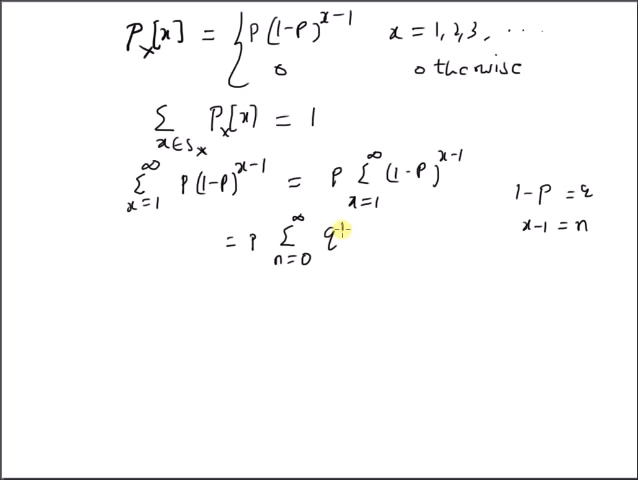 P_X[x] = { p(1-p)^{x-1} x = 1,2,3, ....
0 otherwise
∑_{x∈S_X} P_X[x] = 1
∑_{x=1}^{∞} p(1-p)^{x-1} = p ∑_{x=1}^{∞} (1-p)^{x-1}
1-p = q
x-1 = n
= p ∑_{n=0}^{∞} q